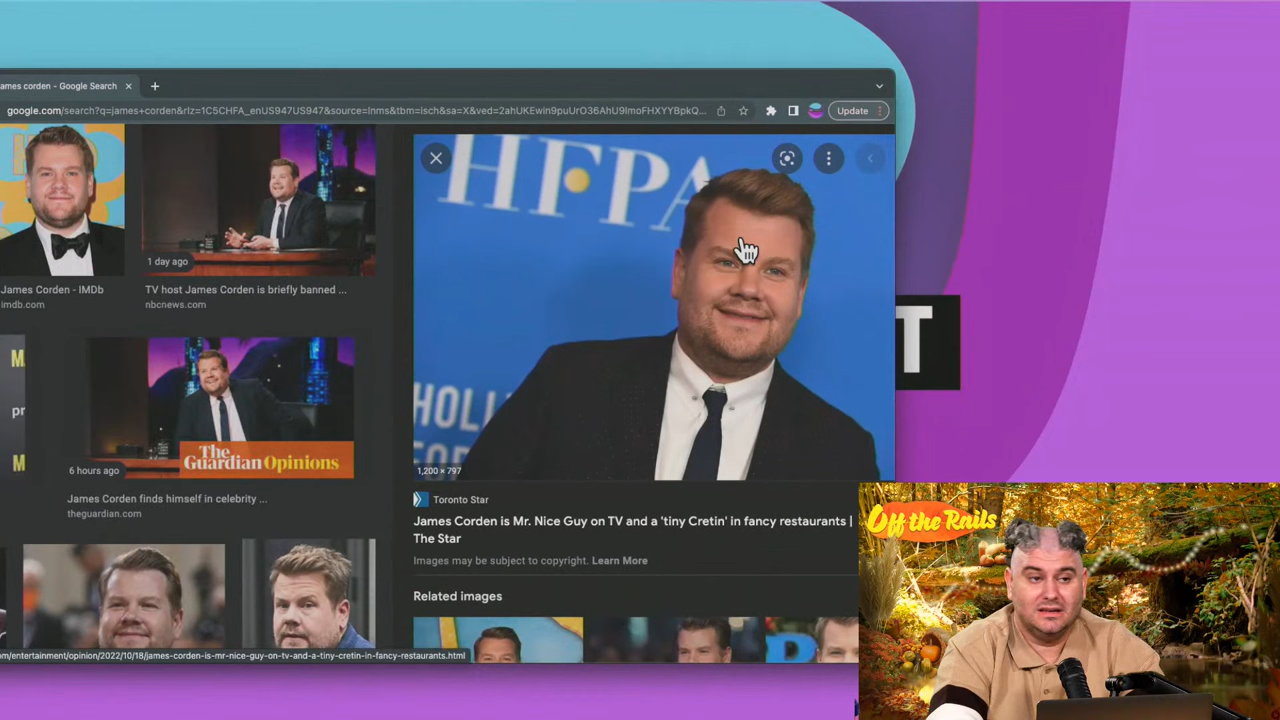 ames corden - Google Search
google.com/search?q=james+corden&rlz=1C5CHFA_enUS947US947&source=lnms&tbm=isch&sa=X&ved=2ahUKEwin9puUrO36AhU9ImoFHXYYBpkQ...
Update
HFPA
1 day ago
James Corden - IMDb
imdb.com
TV host James Corden is briefly banned ...
nbcnews.com
T
M
pr
M
HOLL
FOR
The
Guardian Opinions
6 hours ago
1,200 × 797
James Corden finds himself in celebrity ...
theguardian.com
Toronto Star
James Corden is Mr. Nice Guy on TV and a 'tiny Cretin' in fancy restaurants |
The Star
Images may be subject to copyright. Learn More
Related images
Off the Rails
om/entertainment/opinion/2022/10/18/james-corden-is-mr-nice-guy-on-tv-and-a-tiny-cretin-in-fancy-restaurants.html